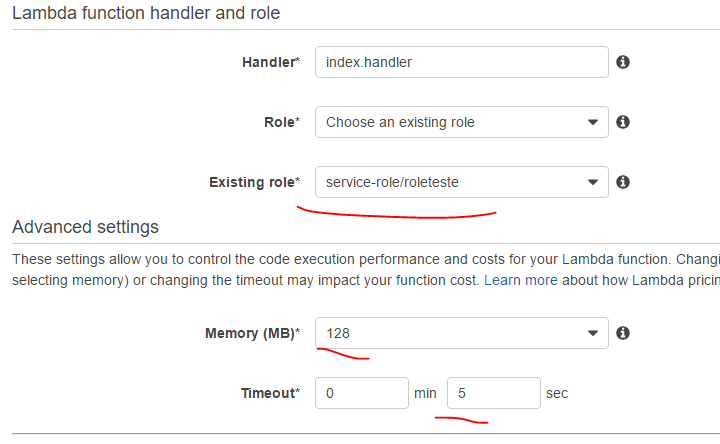 Lambda function handler and role
Handler* index.handler
Role* Choose an existing role
Existing role* service-role/roleteste
Advanced settings
These settings allow you to control the code execution performance and costs for your Lambda function. Changi
selecting memory) or changing the timeout may impact your function cost. Learn more about how Lambda pricin
Memory (MB)* 128
Timeout* 0 min 5 sec